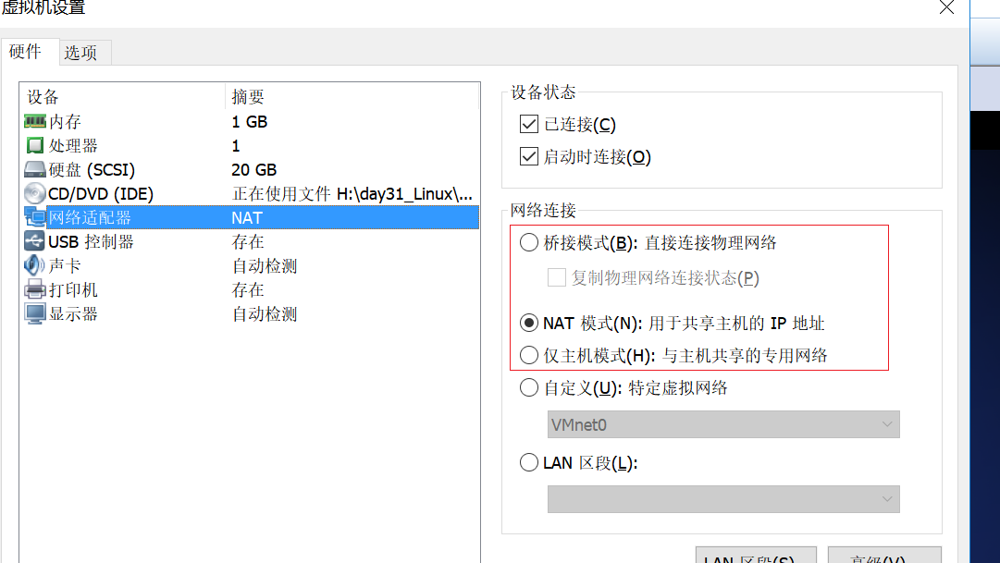 虚拟机设置
硬件 选项
设备 摘要
内存 1 GB
处理器 1
硬盘 (SCSI) 20 GB
CD/DVD (IDE) 正在使用文件 H:\day31_Linux\...
网络适配器 NAT
USB 控制器 存在
声卡 自动检测
打印机 存在
显示器 自动检测
设备状态
已连接(C)
启动时连接(O)
网络连接
桥接模式(B): 直接连接物理网络
复制物理网络连接状态(P)
NAT 模式(N): 用于共享主机的 IP 地址
仅主机模式(H): 与主机共享的专用网络
自定义(U): 特定虚拟网络
VMnet0
LAN 区段(L):
LAN 区段(S)... 高级(V)...